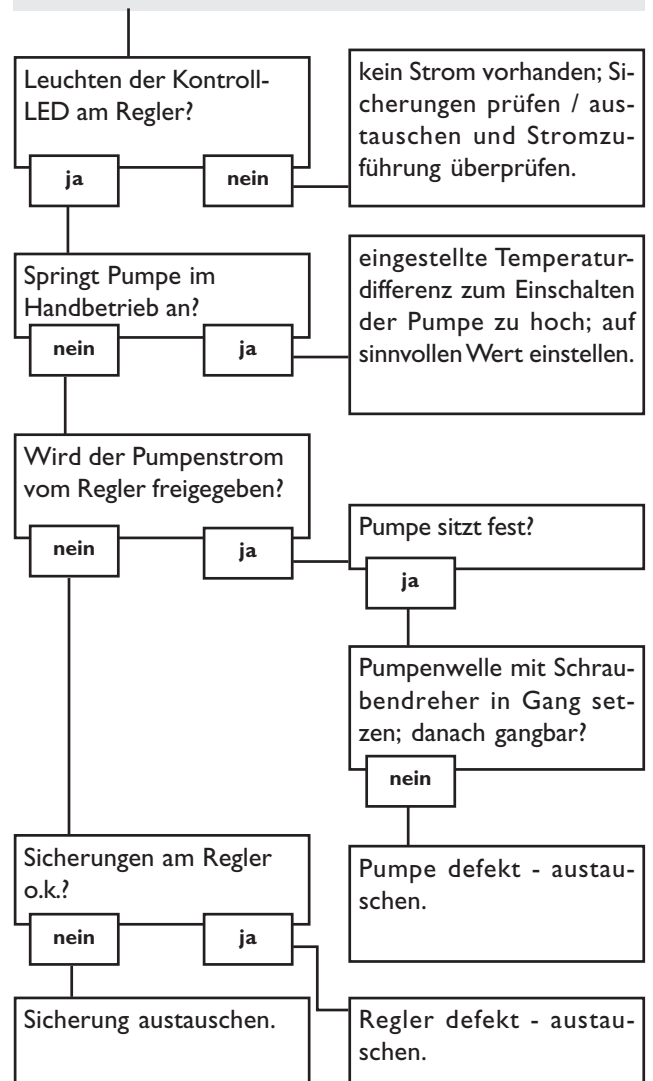 Leuchten der Kontroll-
LED am Regler?
ja
nein
kein Strom vorhanden; Si-
cherungen prüfen / aus-
tauschen und Stromzu-
führung überprüfen.
Springt Pumpe im
Handbetrieb an?
nein
ja
eingestellte Temperatur-
differenz zum Einschalten
der Pumpe zu hoch; auf
sinnvollen Wert einstellen.
Wird der Pumpenstrom
vom Regler freigegeben?
nein
ja
Pumpe sitzt fest?
ja
Pumpenwelle mit Schrau-
bendreher in Gang set-
zen; danach gangbar?
nein
Pumpe defekt - austau-
schen.
Sicherungen am Regler
o.k.?
nein
ja
Sicherung austauschen.
Regler defekt - austau-
schen.